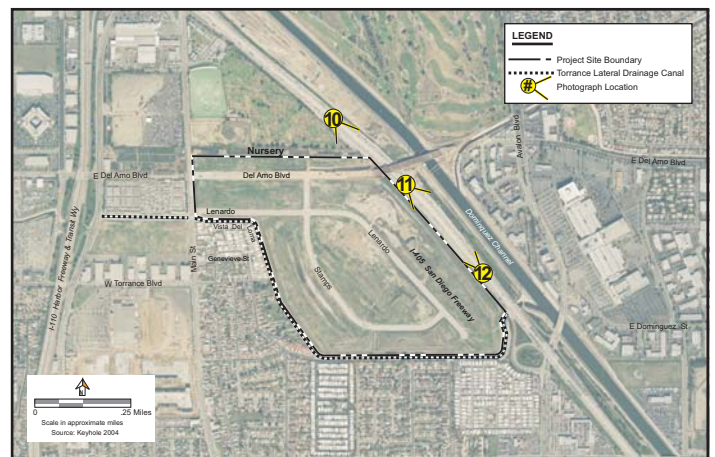 LEGEND
Project Site Boundary
Torrance Lateral Drainage Canal
#
Photograph Location
10
Avalon Blvd
Nursery
E Del Amo Blvd
E Del Amo Blvd
Del Amo Blvd
11
I-110 Harbor Freeway & Transit Wy
Dominguez Channel
Lenardo
Vista Del Loma
Lenardo
Main St
I-405 San Diego Freeway
Genevieve St
12
Stamps
W Torrance Blvd
E Dominguez St
N
0 .25 Miles
Scale in approximate miles
Source: Keyhole 2004